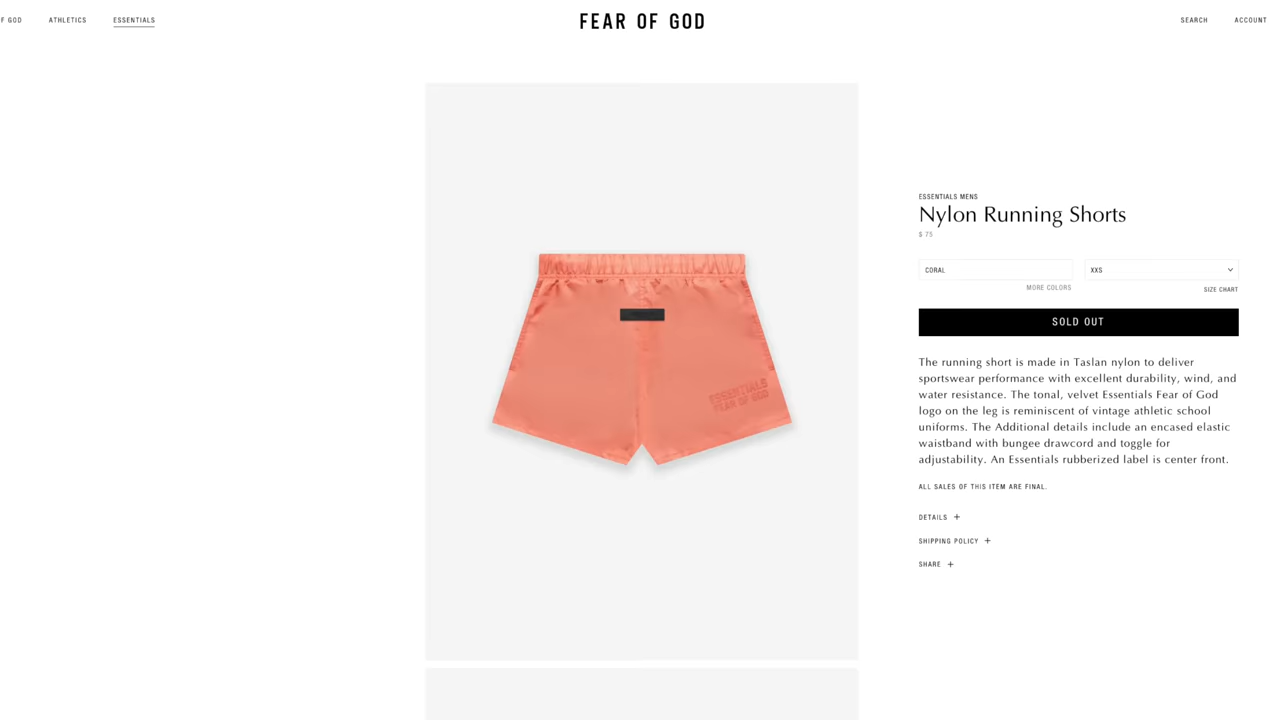 F GOD
ATHLETICS
ESSENTIALS
FEAR OF GOD
SEARCH
ACCOUNT
ESSENTIALS
FEAR OF GOD
ESSENTIALS MENS
Nylon Running Shorts
$ 75
CORAL
XXS
MORE COLORS
SIZE CHART
SOLD OUT
The running short is made in Taslan nylon to deliver
sportswear performance with excellent durability, wind, and
water resistance. The tonal, velvet Essentials Fear of God
logo on the leg is reminiscent of vintage athletic school
uniforms. The Additional details include an encased elastic
waistband with bungee drawcord and toggle for
adjustability. An Essentials rubberized label is center front.
ALL SALES OF THIS ITEM ARE FINAL.
DETAILS +
SHIPPING POLICY +
SHARE +